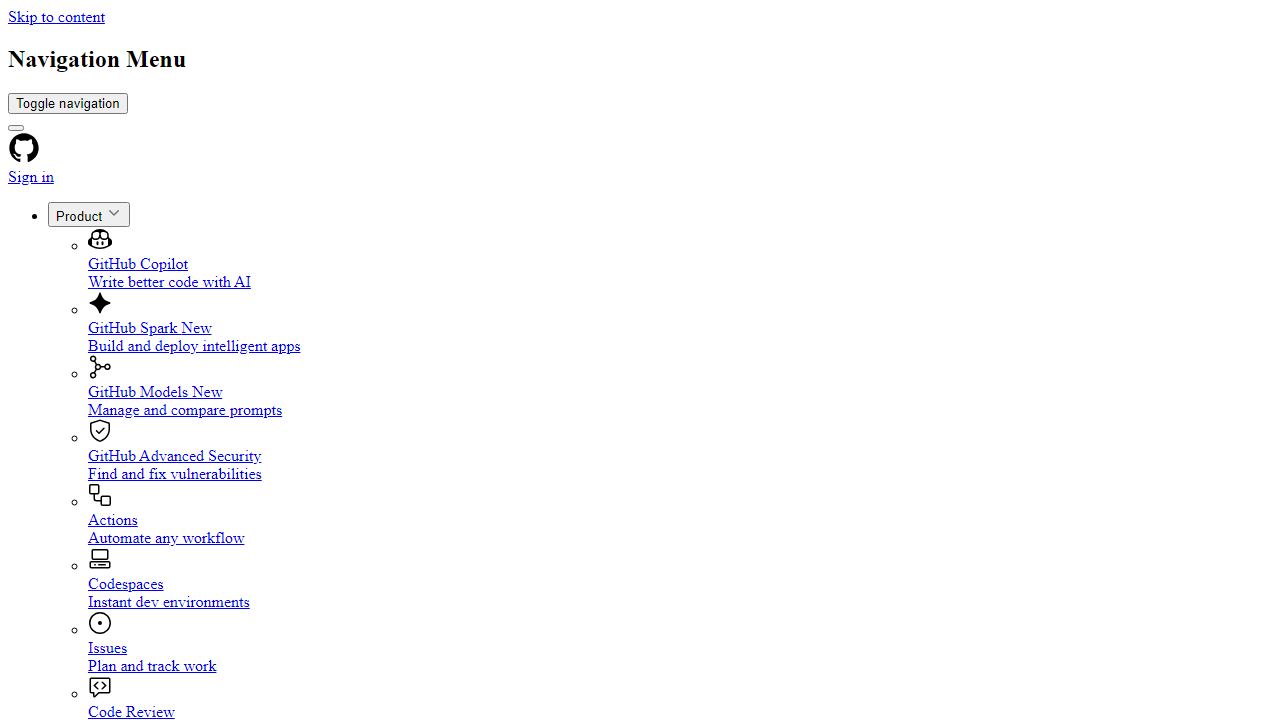 Skip to content
Navigation Menu
Toggle navigation
Sign in
Product
GitHub Copilot
Write better code with AI
GitHub Spark New
Build and deploy intelligent apps
GitHub Models New
Manage and compare prompts
GitHub Advanced Security
Find and fix vulnerabilities
Actions
Automate any workflow
Codespaces
Instant dev environments
Issues
Plan and track work
Code Review